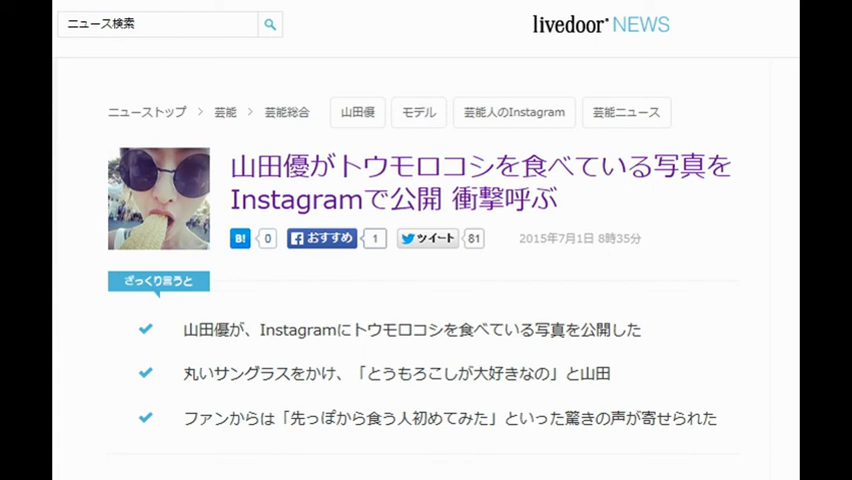 ニュース検索
livedoor NEWS
ニューストップ > 芸能 > 芸能総合 山田優 モデル 芸能人のInstagram 芸能ニュース
山田優がトウモロコシを食べている写真を
Instagramで公開 衝撃呼ぶ
B! 0 おすすめ 1 ツイート 81 2015年7月1日 8時35分
ざっくり言うと
山田優が、Instagramにトウモロコシを食べている写真を公開した
丸いサングラスをかけ、「とうもろこしが大好きなの」と山田
ファンからは「先っぽから食う人初めてみた」といった驚きの声が寄せられた